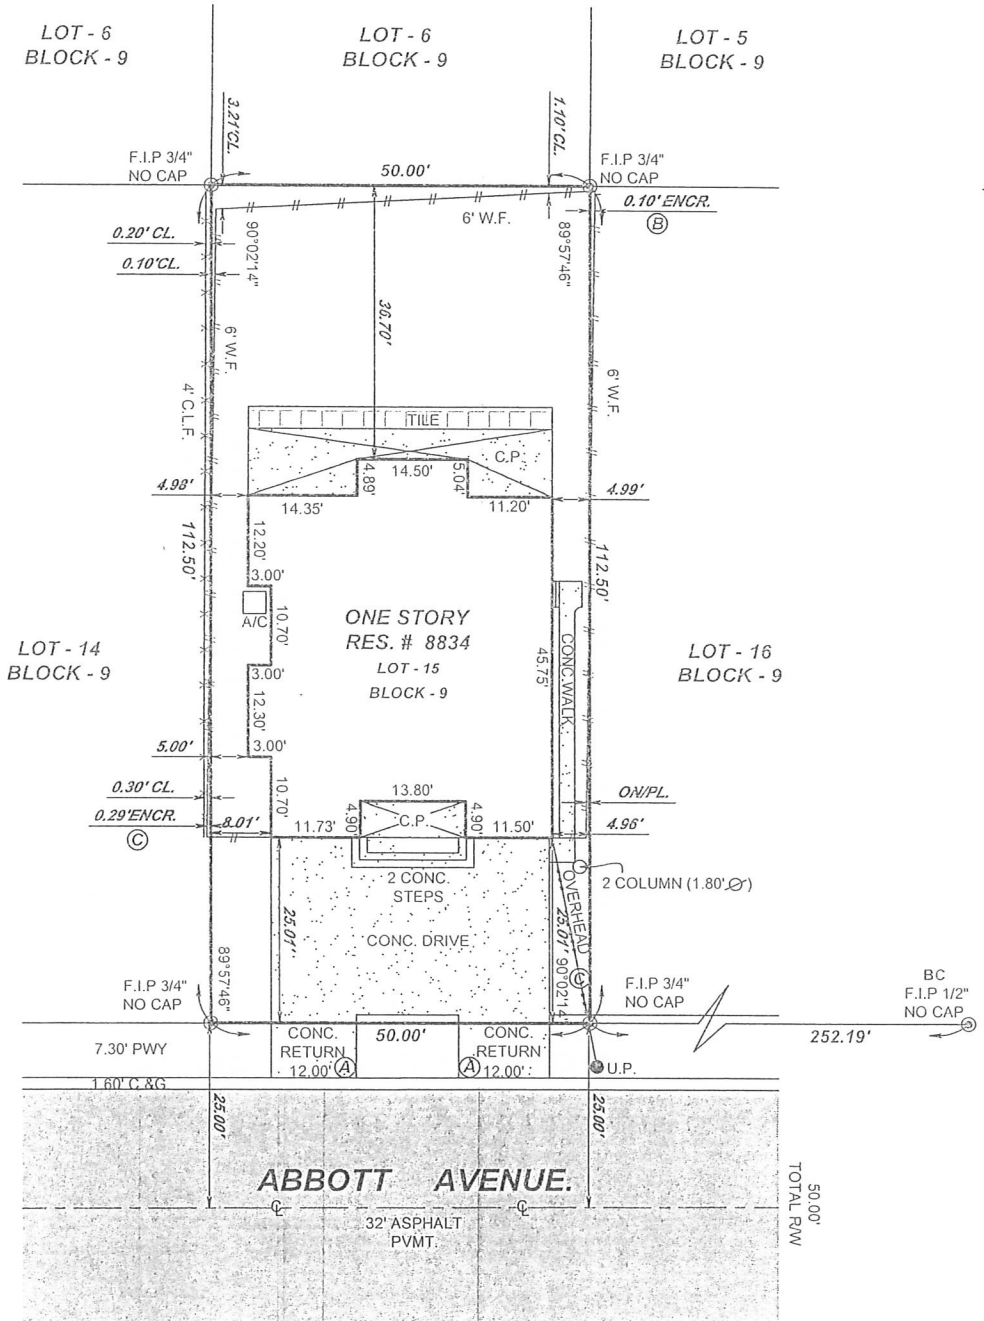 LOT - 6
BLOCK - 9
LOT - 6
BLOCK - 9
LOT - 5
BLOCK - 9
3.21'CL.
1.10' CL.
F.I.P 3/4"
NO CAP
50.00'
F.I.P 3/4"
NO CAP
6' W.F.
0.10' ENCR.
B
0.20' CL.
0.10'CL.
90°02'14"
89°57'46"
36.70'
6' W.F.
4' C.L.F.
6' W.F.
TILE
C.P.
4.98'
14.35'
4.89'
14.50'
5.04'
11.20'
4.99'
112.50'
12.20'
3.00'
A/C
10.70'
3.00'
12.30'
3.00'
10.70'
ONE STORY
RES. # 8834
LOT - 15
BLOCK - 9
45.75'
CONC.WALK
112.50'
LOT - 14
BLOCK - 9
LOT - 16
BLOCK - 9
5.00'
0.30' CL.
0.29'ENCR.
C
8.01'
11.73'
4.90'
13.80'
C.P.
4.90'
11.50'
ON/PL.
4.96'
2 CONC.
STEPS
2 COLUMN (1.80'∅)
OVERHEAD
25.01'
CONC. DRIVE
25.01'
90°02'14"
C
89°57'46"
F.I.P 3/4"
NO CAP
F.I.P 3/4"
NO CAP
BC
F.I.P 1/2"
NO CAP
252.19'
7.30' PWY
CONC.
RETURN
12.00'
A
50.00'
A
CONC.
RETURN
12.00'
U.P.
1.60' C.&G
25.00'
25.00'
ABBOTT AVENUE.
℄
℄
32' ASPHALT
PVMT.
50.00'
TOTAL R/W